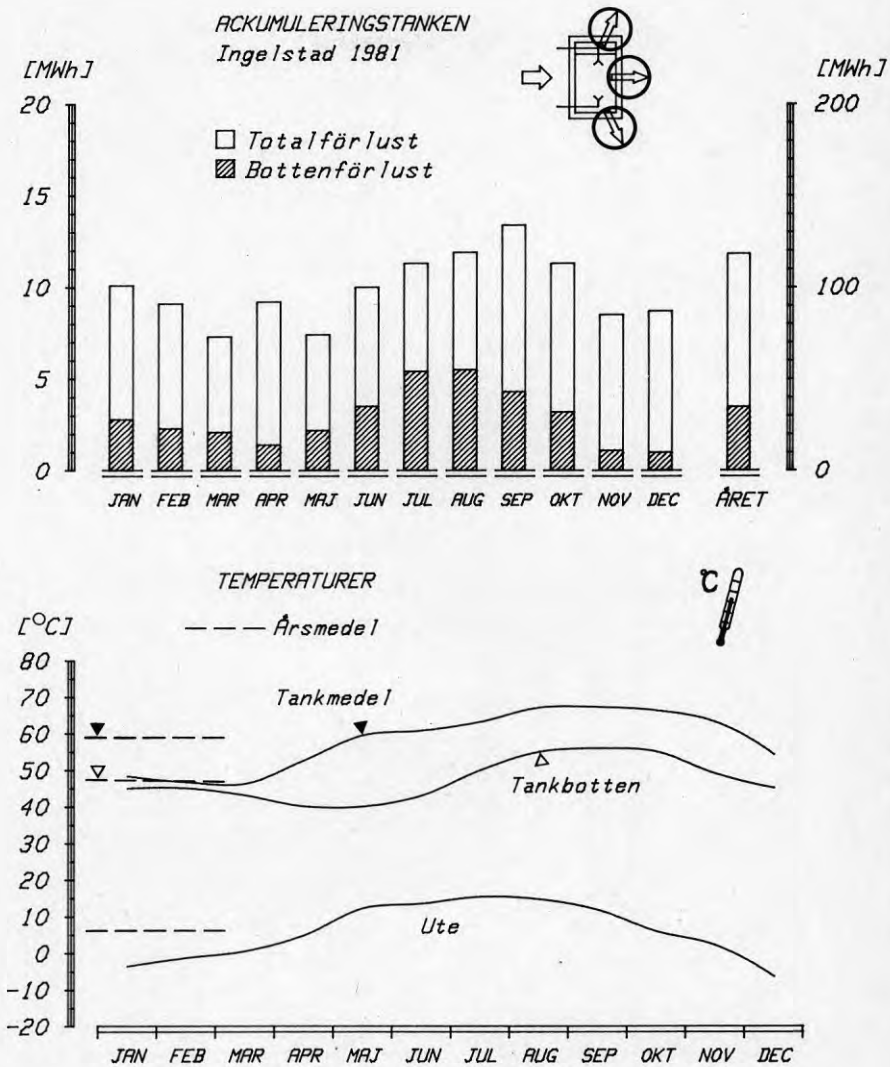 ACKUMULERINGSTANKEN
Ingelstad 1981
[MWh]
[MWh]
20
200
Totalförlust
Bottenförlust
15
10
100
5
0
0
JAN FEB MAR APR MAJ JUN JUL AUG SEP OKT NOV DEC ÅRET
TEMPERATURER
°C
[°C]
Årsmedel
80
70
Tankmedel
60
50
Tankbotten
40
30
20
10
Ute
0
-10
-20
JAN FEB MAR APR MAJ JUN JUL AUG SEP OKT NOV DEC